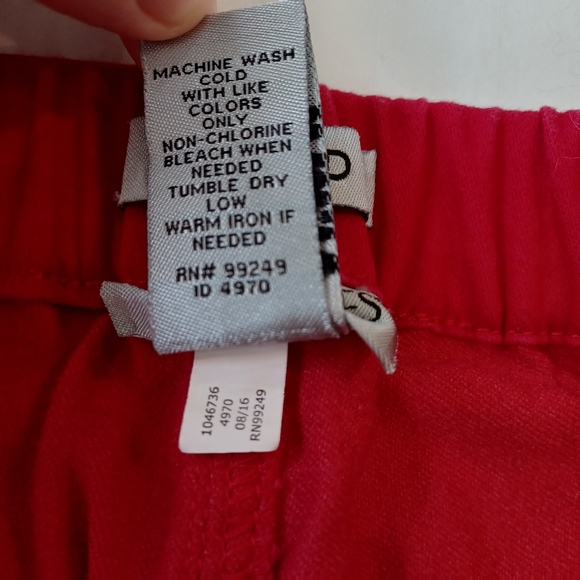 MACHINE WASH
COLD
WITH LIKE
COLORS
ONLY
NON-CHLORINE
BLEACH WHEN
NEEDED
TUMBLE DRY
LOW
WARM IRON IF
NEEDED
RN# 99249
ID 4970
1046736
4970
08/16
RN99249